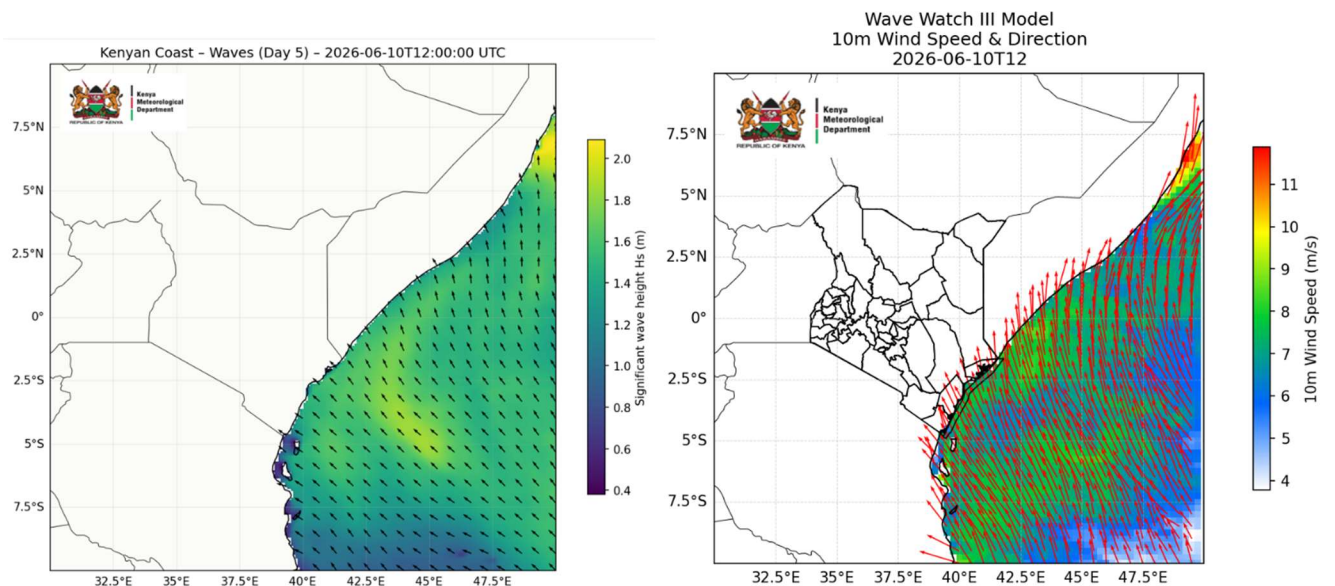 Kenyan Coast – Waves (Day 5) – 2026-06-10T12:00:00 UTC
Kenya
Meteorological
Department
REPUBLIC OF KENYA
7.5°N
5°N
2.5°N
0°
2.5°S
5°S
7.5°S
32.5°E
35°E
37.5°E
40°E
42.5°E
45°E
47.5°E
2.0
1.8
1.6
1.4
1.2
1.0
0.8
0.6
0.4
Significant wave height Hs (m)
Wave Watch III Model
10m Wind Speed & Direction
2026-06-10T12
Kenya
Meteorological
Department
REPUBLIC OF KENYA
7.5°N
5°N
2.5°N
0°
2.5°S
5°S
7.5°S
32.5°E
35°E
37.5°E
40°E
42.5°E
45°E
47.5°E
11
10
9
8
7
6
5
4
10m Wind Speed (m/s)